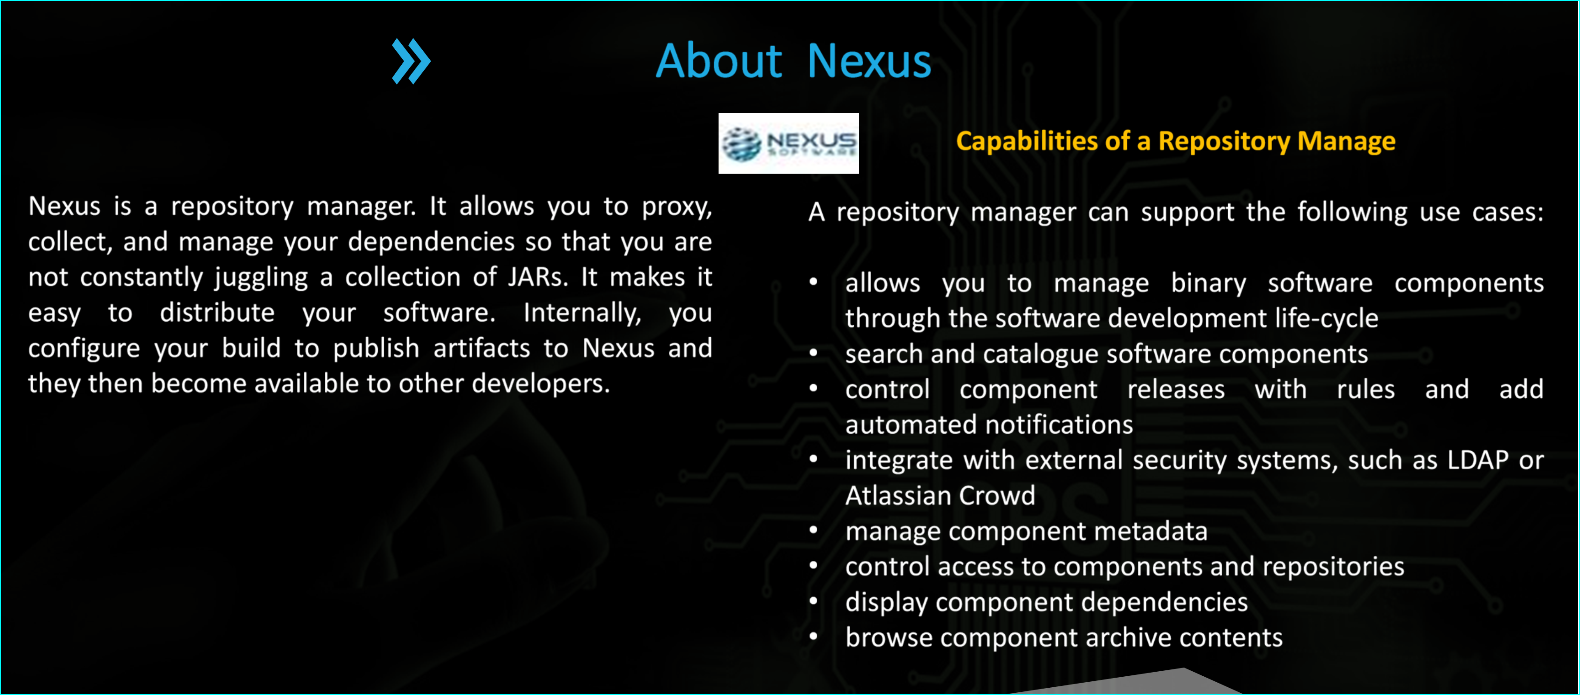 About Nexus
NEXUS
SOFTWARE
Capabilities of a Repository Manage
Nexus is a repository manager. It allows you to proxy,
collect, and manage your dependencies so that you are
not constantly juggling a collection of JARs. It makes it
easy to distribute your software. Internally, you
configure your build to publish artifacts to Nexus and
they then become available to other developers.
A repository manager can support the following use cases:
• allows you to manage binary software components
through the software development life-cycle
• search and catalogue software components
• control component releases with rules and add
automated notifications
• integrate with external security systems, such as LDAP or
Atlassian Crowd
• manage component metadata
• control access to components and repositories
• display component dependencies
• browse component archive contents
DEV
OPS